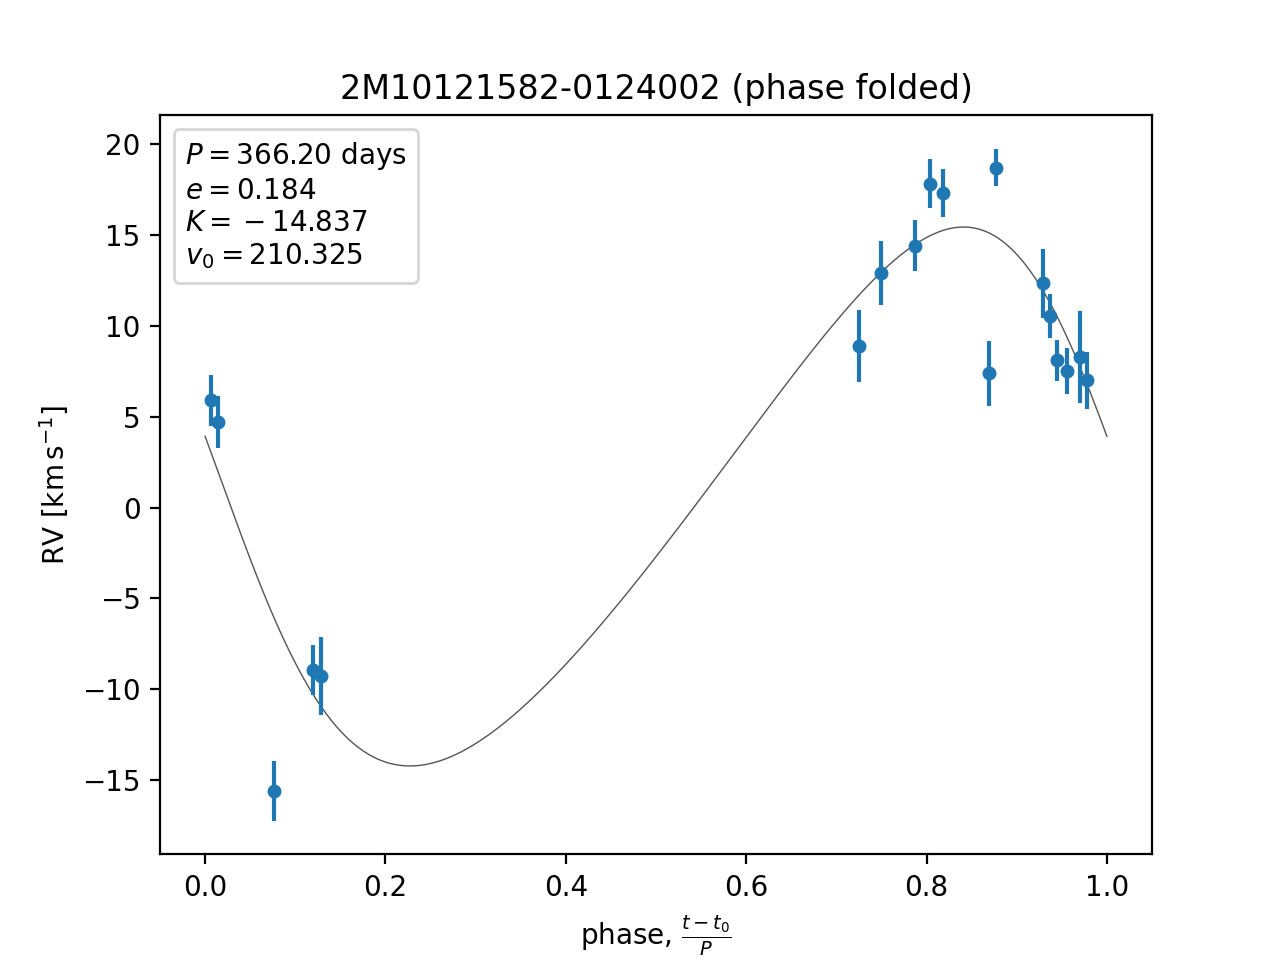 2M10121582-0124002 (phase folded)
P = 366.20 days
e = 0.184
K = −14.837
v₀ = 210.325
20
15
10
5
0
−5
−10
−15
RV [km s⁻¹]
0.0 0.2 0.4 0.6 0.8 1.0
phase, (t − t₀)/P